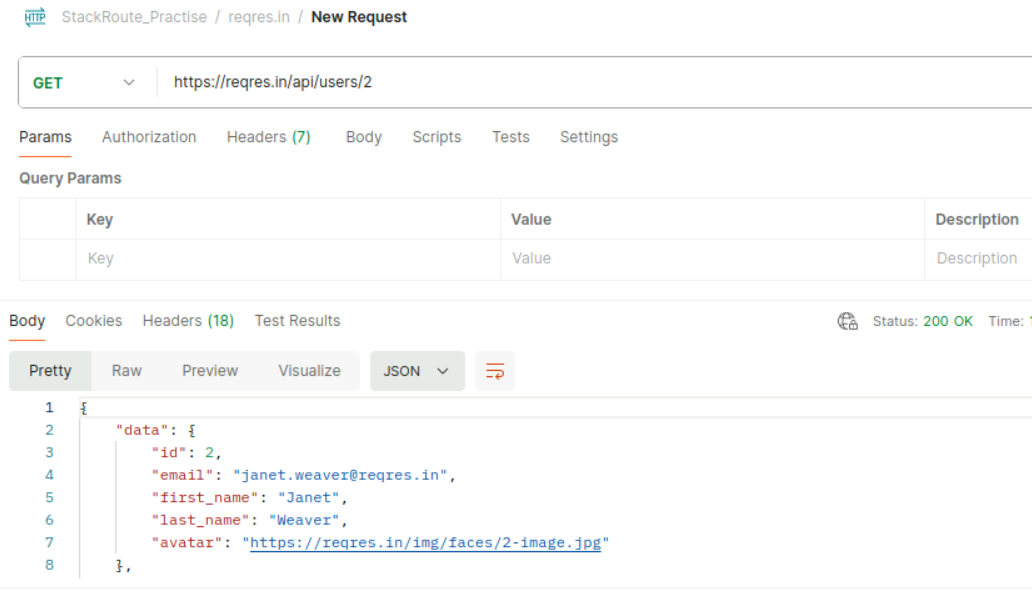 HTTP StackRoute_Practise / reqres.in / New Request
GET https://reqres.in/api/users/2
Params Authorization Headers (7) Body Scripts Tests Settings
Query Params
Key Value Description
Key Value Description
Body Cookies Headers (18) Test Results Status: 200 OK Time:
Pretty Raw Preview Visualize JSON
1 {
2 "data": {
3 "id": 2,
4 "email": "janet.weaver@reqres.in",
5 "first_name": "Janet",
6 "last_name": "Weaver",
7 "avatar": "https://reqres.in/img/faces/2-image.jpg"
8 },